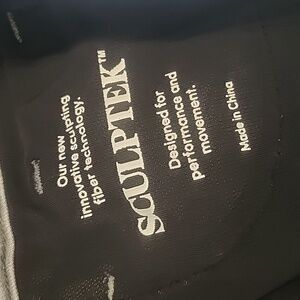 Our new
innovative sculpting
fiber technology.
SCULPTEK™
Designed for
performance and
movement.
Made in China